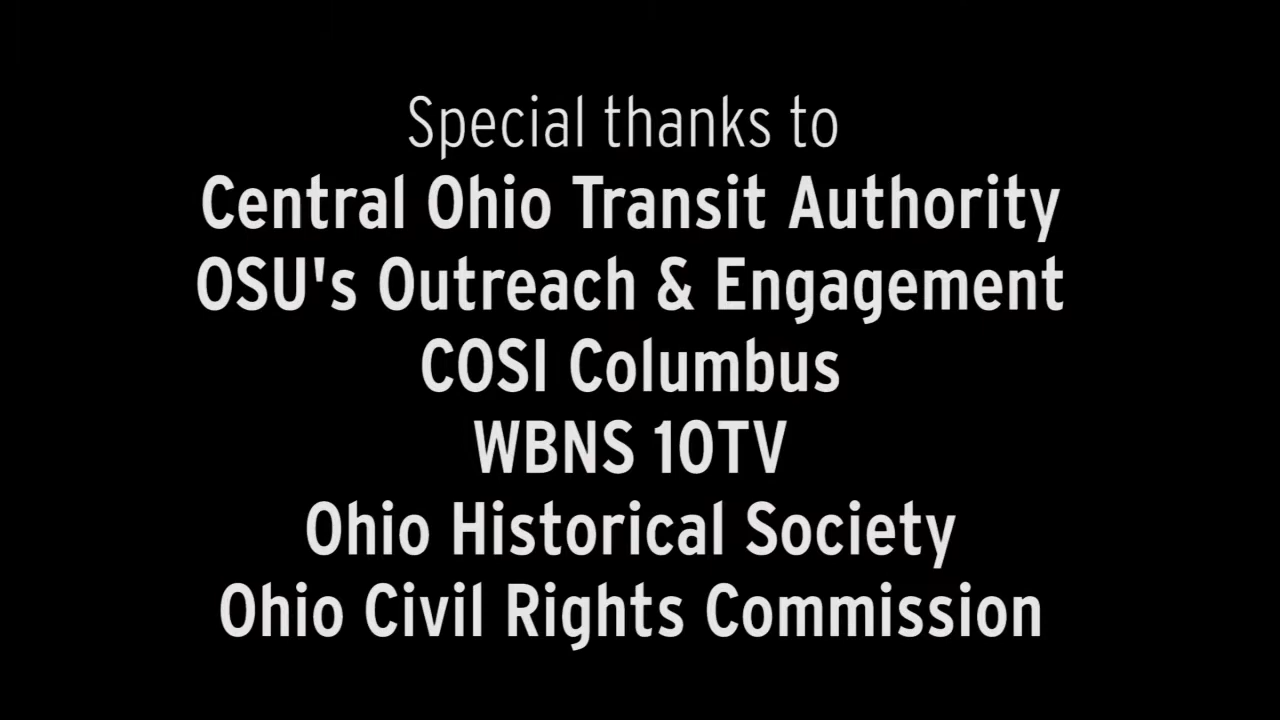 Special thanks to
Central Ohio Transit Authority
OSU's Outreach & Engagement
COSI Columbus
WBNS 10TV
Ohio Historical Society
Ohio Civil Rights Commission